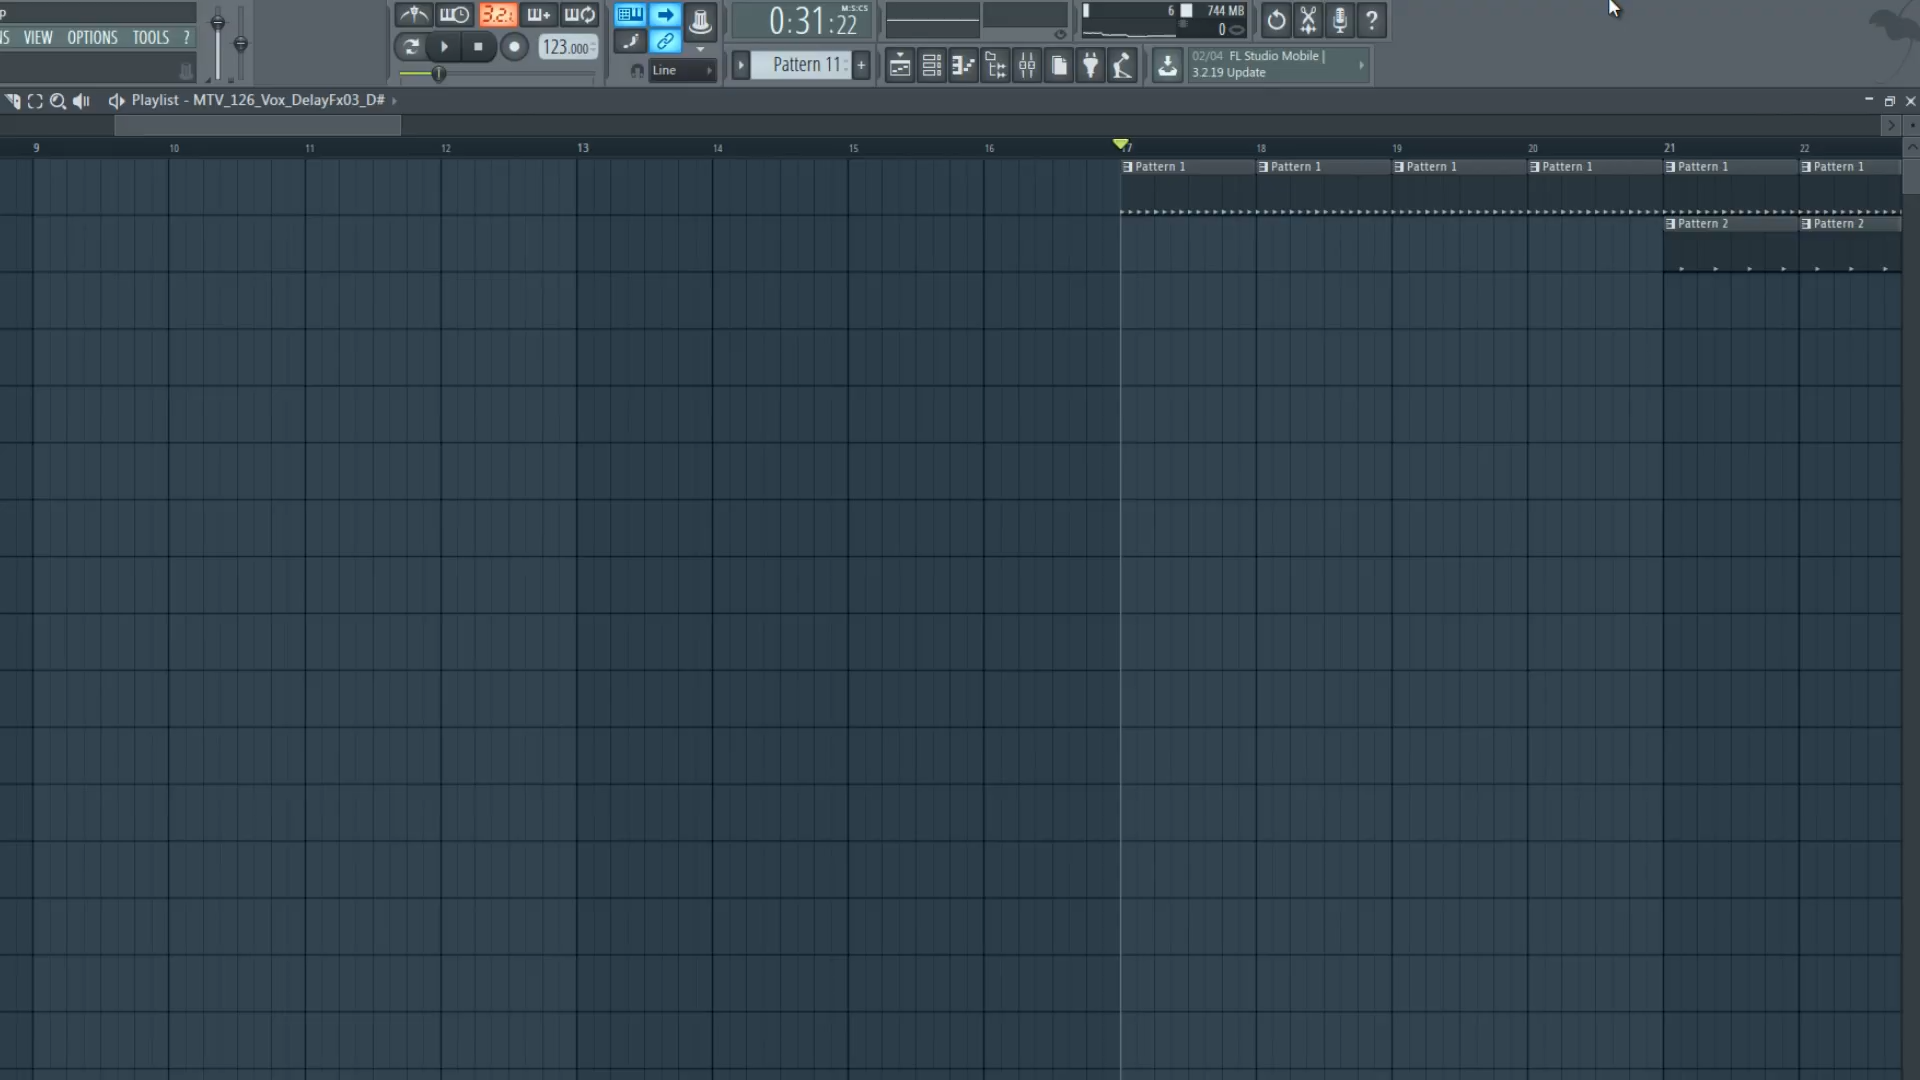 p
3.2.
6 744 MB
0
M:S:CS
0:31:22
NS VIEW OPTIONS TOOLS ?
123.000
Line
Pattern 11
+
?
02/04 FL Studio Mobile |
3.2.19 Update
Playlist - MTV_126_Vox_DelayFx03_D#
9 10 11 12 13 14 15 16 17 18 19 20 21 22
Pattern 1 Pattern 1 Pattern 1 Pattern 1 Pattern 1 Pattern 1
Pattern 2 Pattern 2